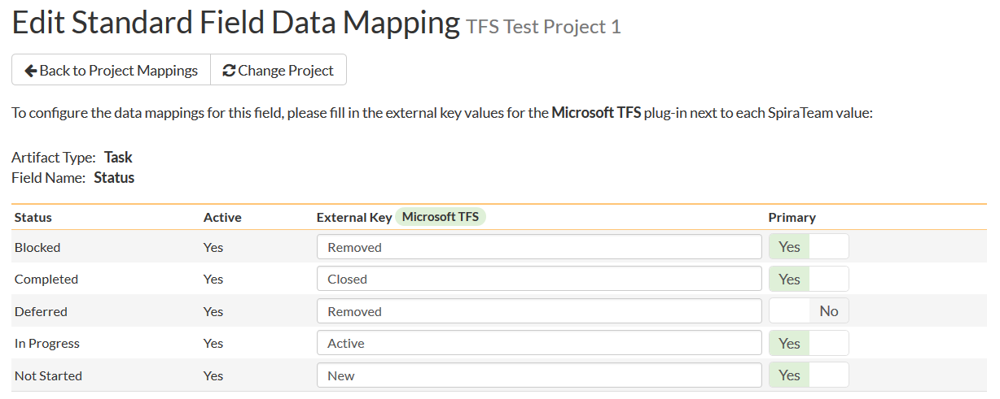 Edit Standard Field Data Mapping TFS Test Project 1
Back to Project Mappings Change Project
To configure the data mappings for this field, please fill in the external key values for the Microsoft TFS plug-in next to each SpiraTeam value:
Artifact Type: Task
Field Name: Status
Status Active External Key Microsoft TFS Primary
Blocked Yes Removed Yes
Completed Yes Closed Yes
Deferred Yes Removed No
In Progress Yes Active Yes
Not Started Yes New Yes